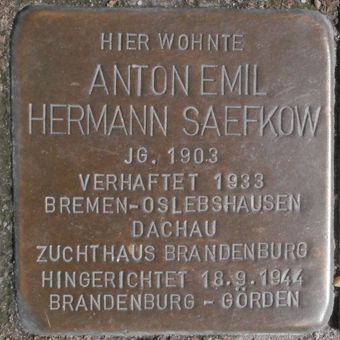 HIER WOHNTE
ANTON EMIL
HERMANN SAEFKOW
JG. 1903
VERHAFTET 1933
BREMEN-OSLEBSHAUSEN
DACHAU
ZUCHTHAUS BRANDENBURG
HINGERICHTET 18.9.1944
BRANDENBURG - GÖRDEN